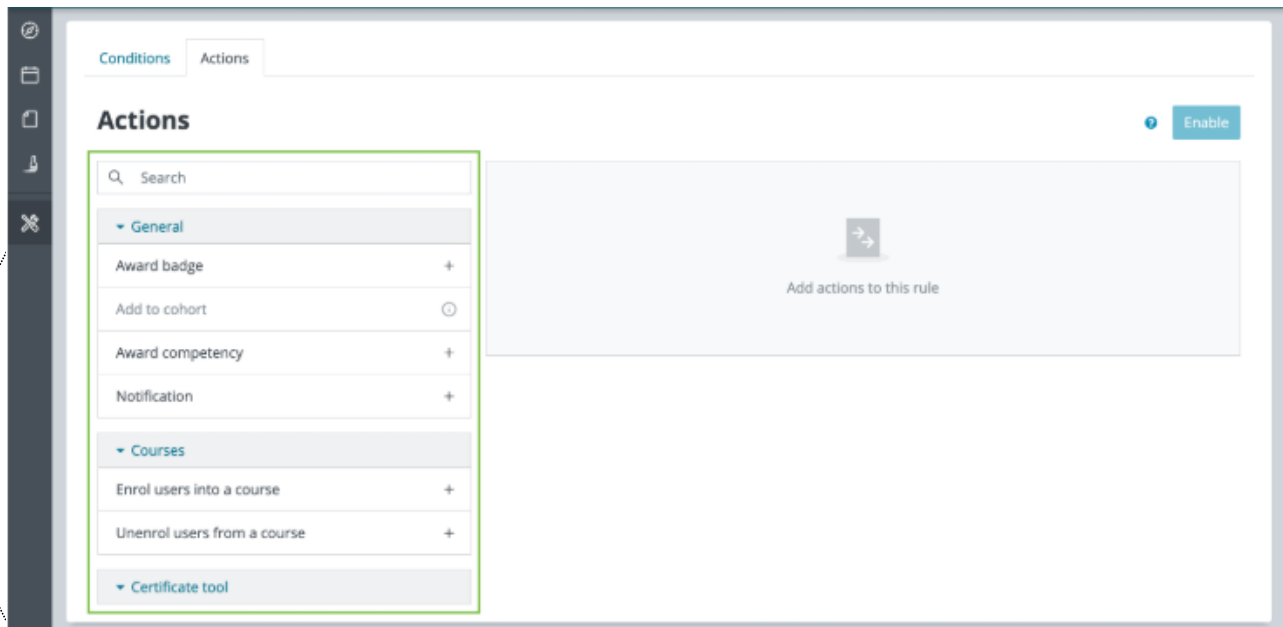 Conditions
Actions
Actions
Enable
Search
General
Award badge
Add to cohort
Award competency
Notification
Courses
Enrol users into a course
Unenrol users from a course
Certificate tool
Add actions to this rule